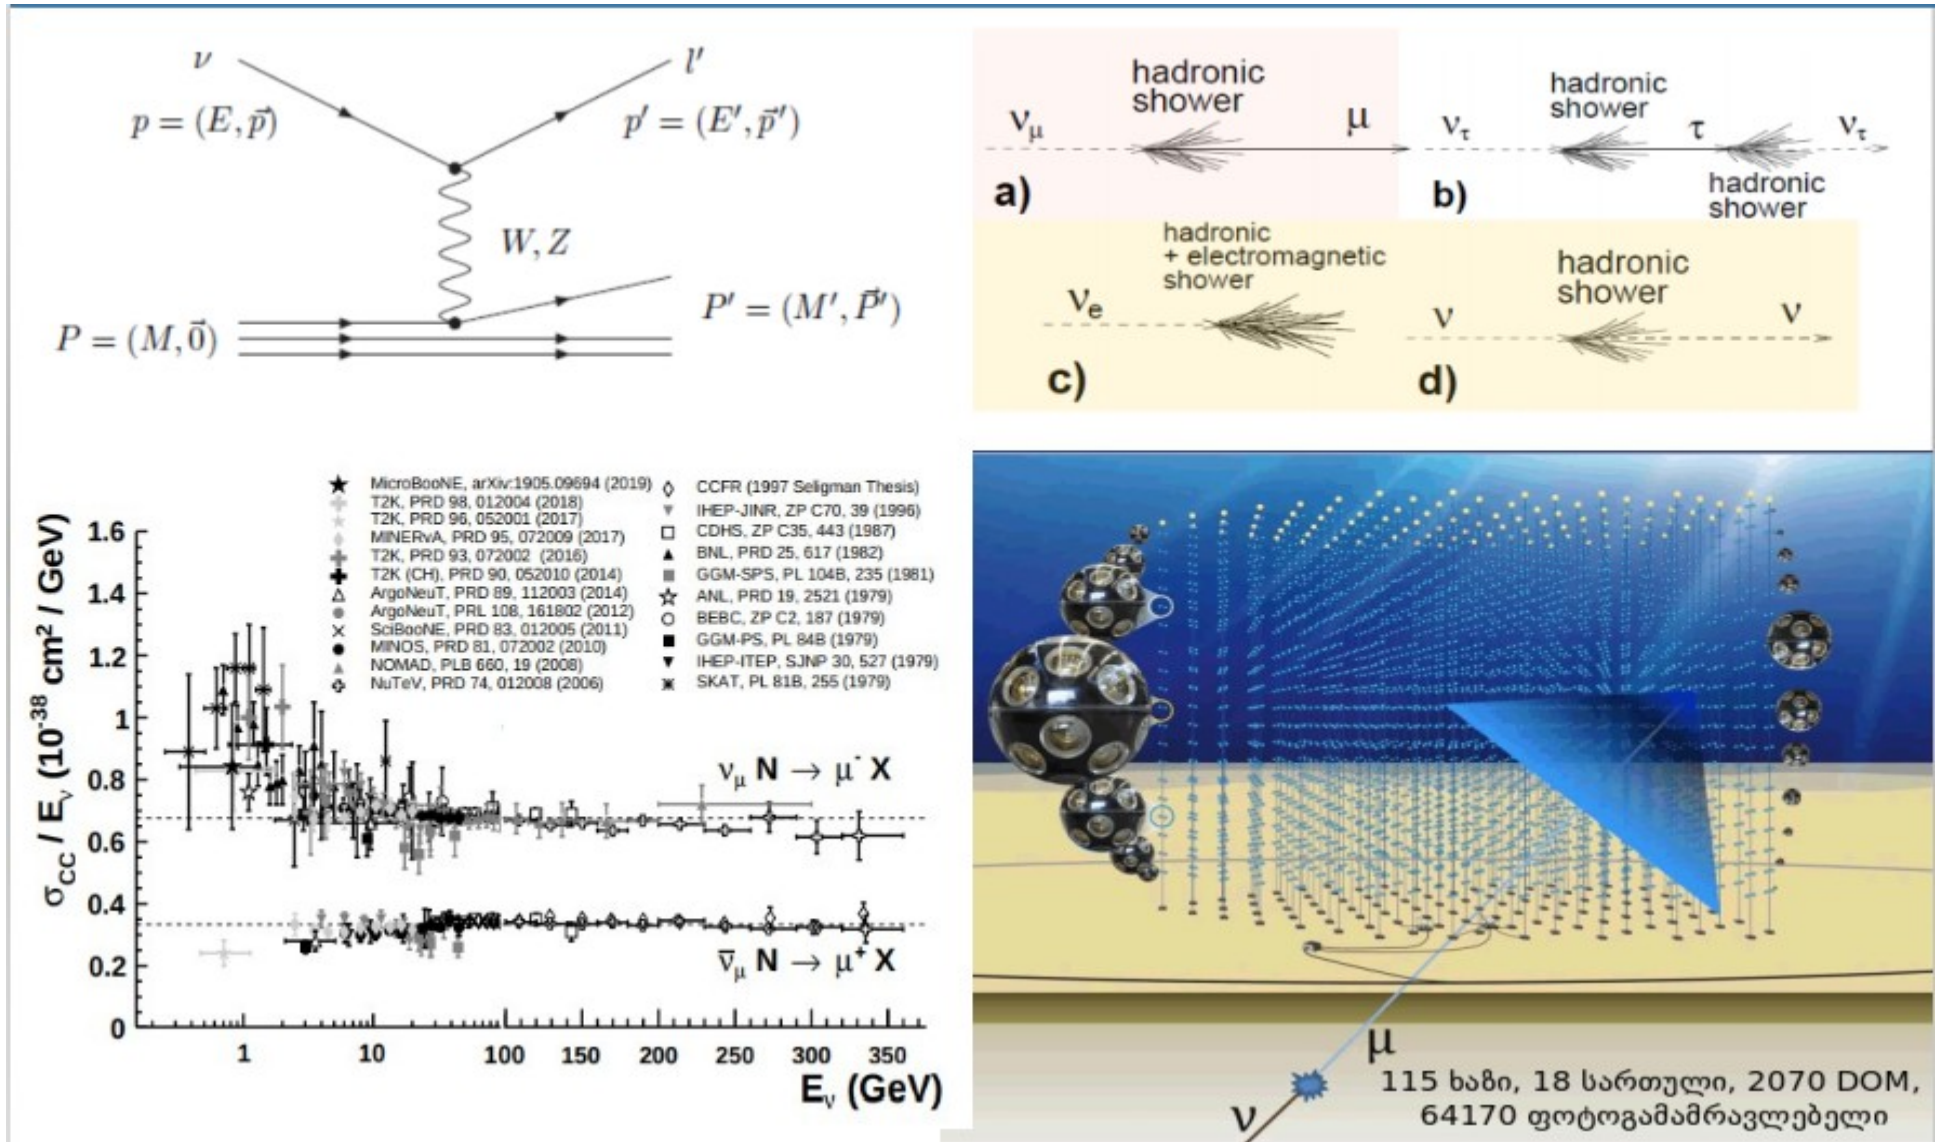 ν
l′
p = (E, p⃗)
p′ = (E′, p⃗′)
W, Z
P = (M, 0⃗)
P′ = (M′, P⃗′)
hadronic
shower
ν_μ
μ
a)
hadronic
shower
ν_τ
τ
ν_τ
b)
hadronic
shower
hadronic
+ electromagnetic
shower
ν_e
c)
hadronic
shower
ν
ν
d)
MicroBooNE, arXiv:1905.09694 (2019)
T2K, PRD 98, 012004 (2018)
T2K, PRD 96, 052001 (2017)
MINERvA, PRD 95, 072009 (2017)
T2K, PRD 93, 072002 (2016)
T2K (CH), PRD 90, 052010 (2014)
ArgoNeuT, PRD 89, 112003 (2014)
ArgoNeuT, PRL 108, 161802 (2012)
SciBooNE, PRD 83, 012005 (2011)
MINOS, PRD 81, 072002 (2010)
NOMAD, PLB 660, 19 (2008)
NuTeV, PRD 74, 012008 (2006)
CCFR (1997 Seligman Thesis)
IHEP-JINR, ZP C70, 39 (1996)
CDHS, ZP C35, 443 (1987)
BNL, PRD 25, 617 (1982)
GGM-SPS, PL 104B, 235 (1981)
ANL, PRD 19, 2521 (1979)
BEBC, ZP C2, 187 (1979)
GGM-PS, PL 84B (1979)
IHEP-ITEP, SJNP 30, 527 (1979)
SKAT, PL 81B, 255 (1979)
σ_CC / E_ν (10⁻³⁸ cm² / GeV)
1.6
1.4
1.2
1
0.8
0.6
0.4
0.2
0
ν_μ N → μ⁻ X
ν̄_μ N → μ⁺ X
1 10 100 150 200 250 300 350
E_ν (GeV)
μ
ν
115 ხაზი, 18 სართული, 2070 DOM,
64170 ფოტოგამამრავლებელი